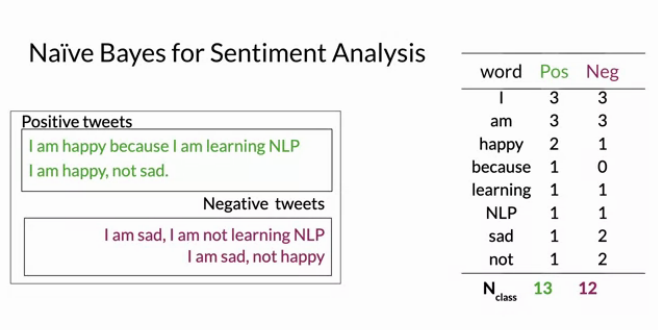 Naïve Bayes for Sentiment Analysis
Positive tweets
I am happy because I am learning NLP
I am happy, not sad.
Negative tweets
I am sad, I am not learning NLP
I am sad, not happy
word Pos Neg
I 3 3
am 3 3
happy 2 1
because 1 0
learning 1 1
NLP 1 1
sad 1 2
not 1 2
Nclass 13 12